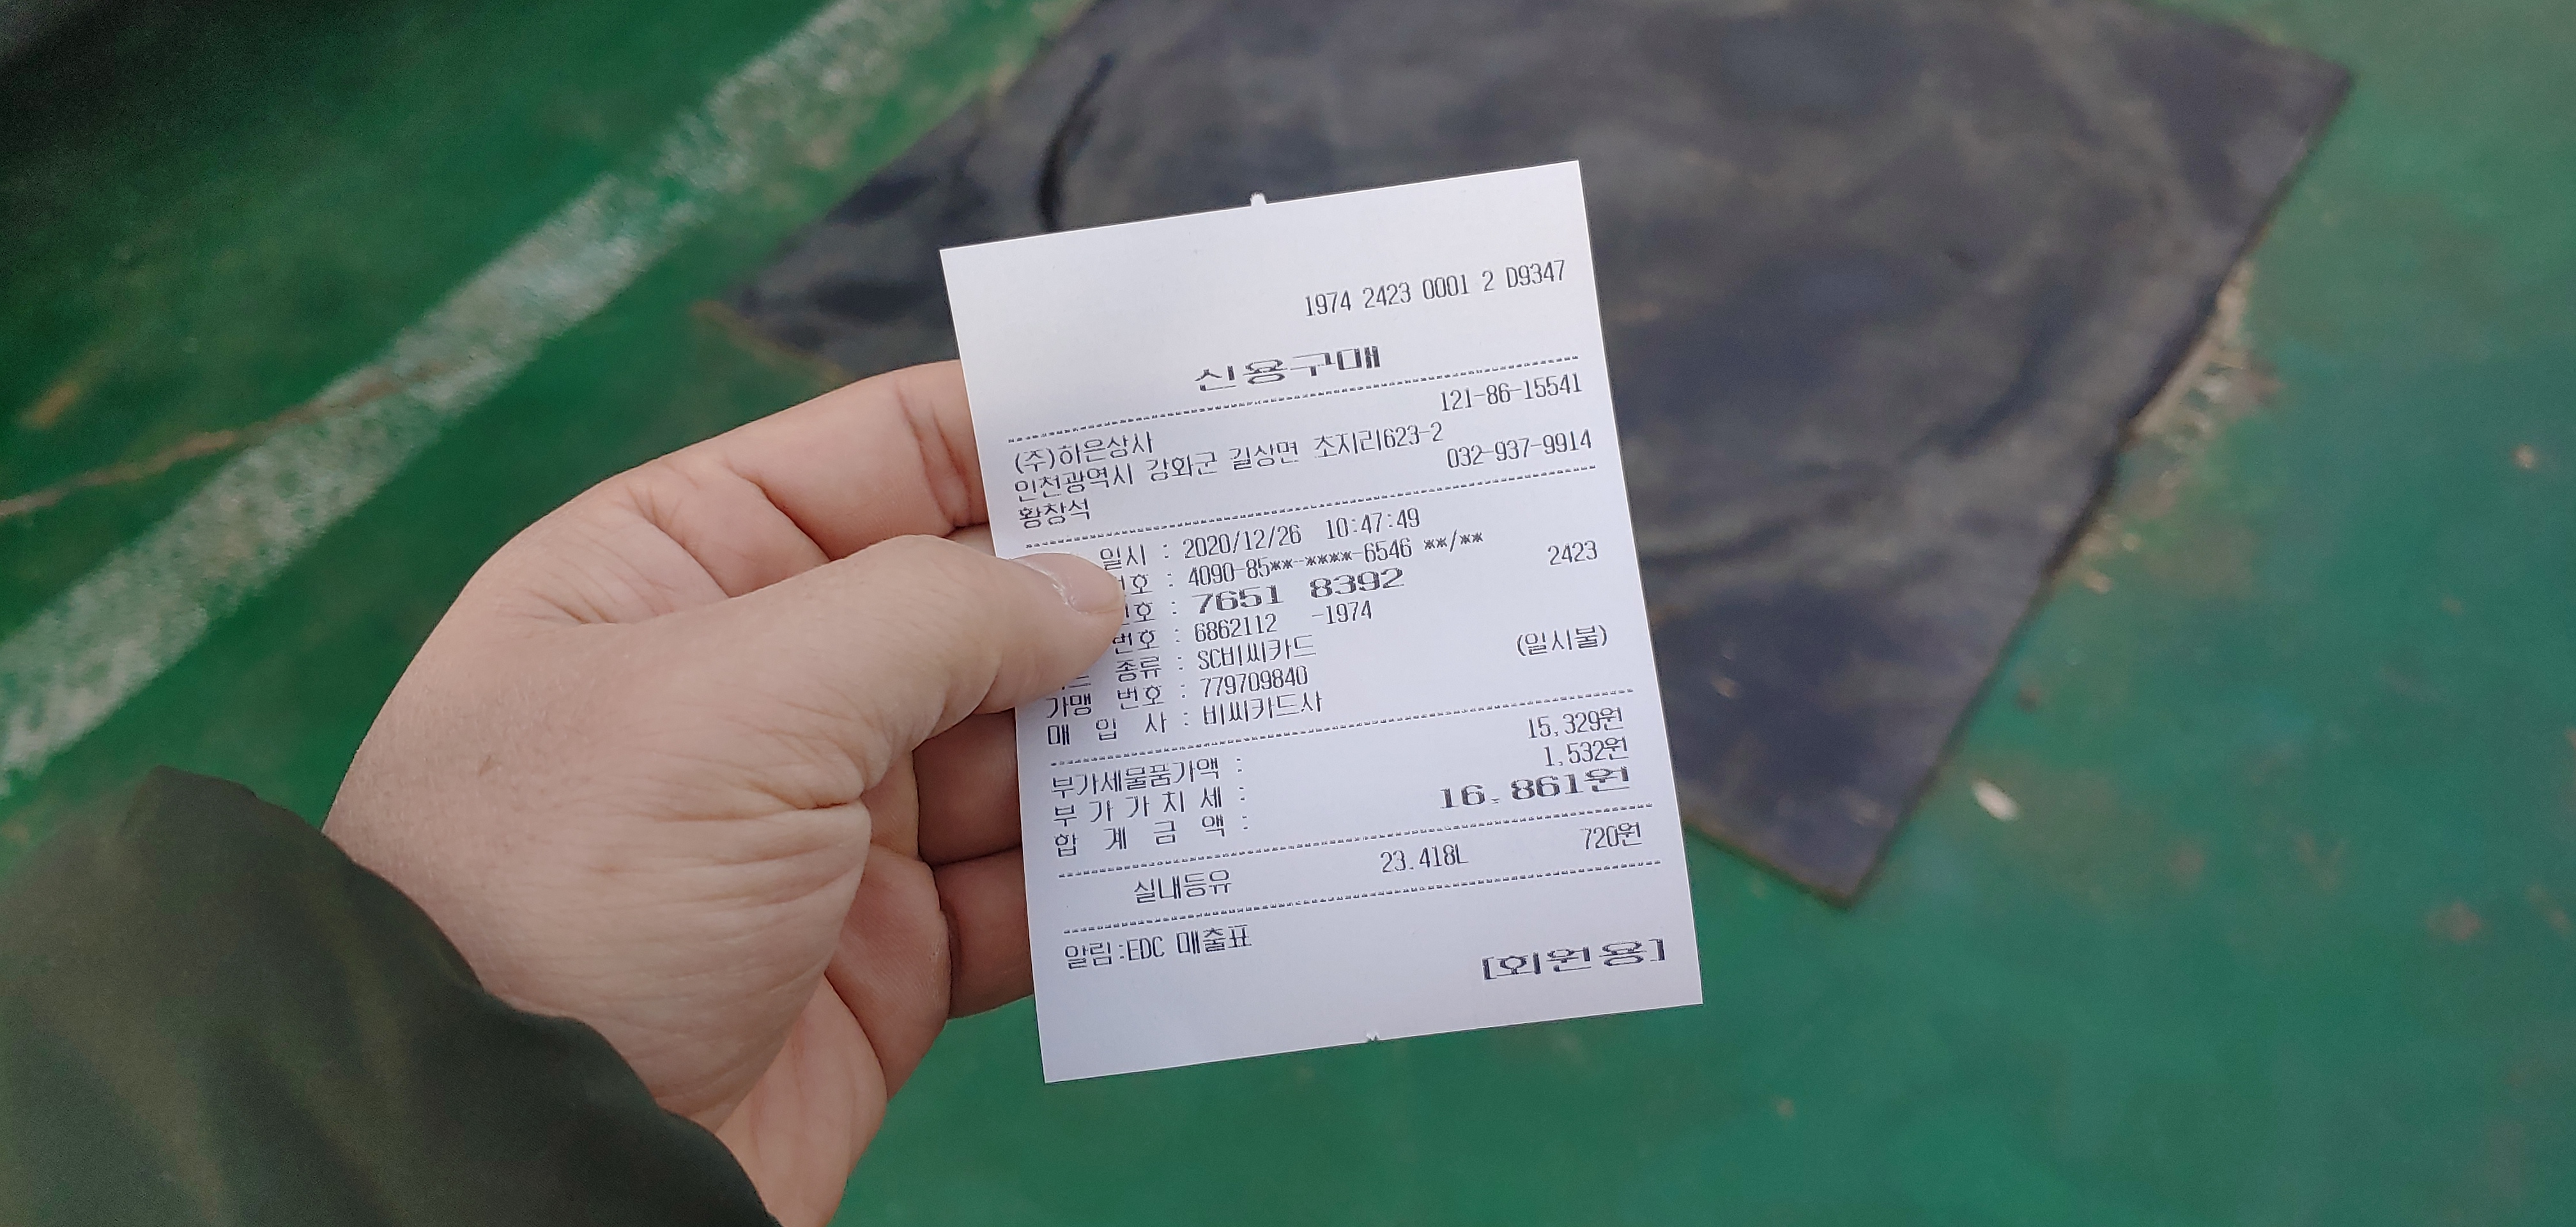 1974 2423 0001 2 D9347
신용구매
121-86-15541
(주)하은상사
인천광역시 강화군 길상면 초지리623-2
032-937-9914
황창석
일시 : 2020/12/26 10:47:49
번호 : 4090-85**-****-6546 **/** 2423
번호 : 7651 8392
번호 : 6862112 -1974
종류 : SC비씨카드 (일시불)
가맹 번호 : 779709840
매 입 사 : 비씨카드사
부가세물품가액 : 15,329원
부 가 가 치 세 : 1,532원
합 계 금 액 : 16,861원
실내등유 23.418L 720원
알림:EDC 매출표
[회원용]